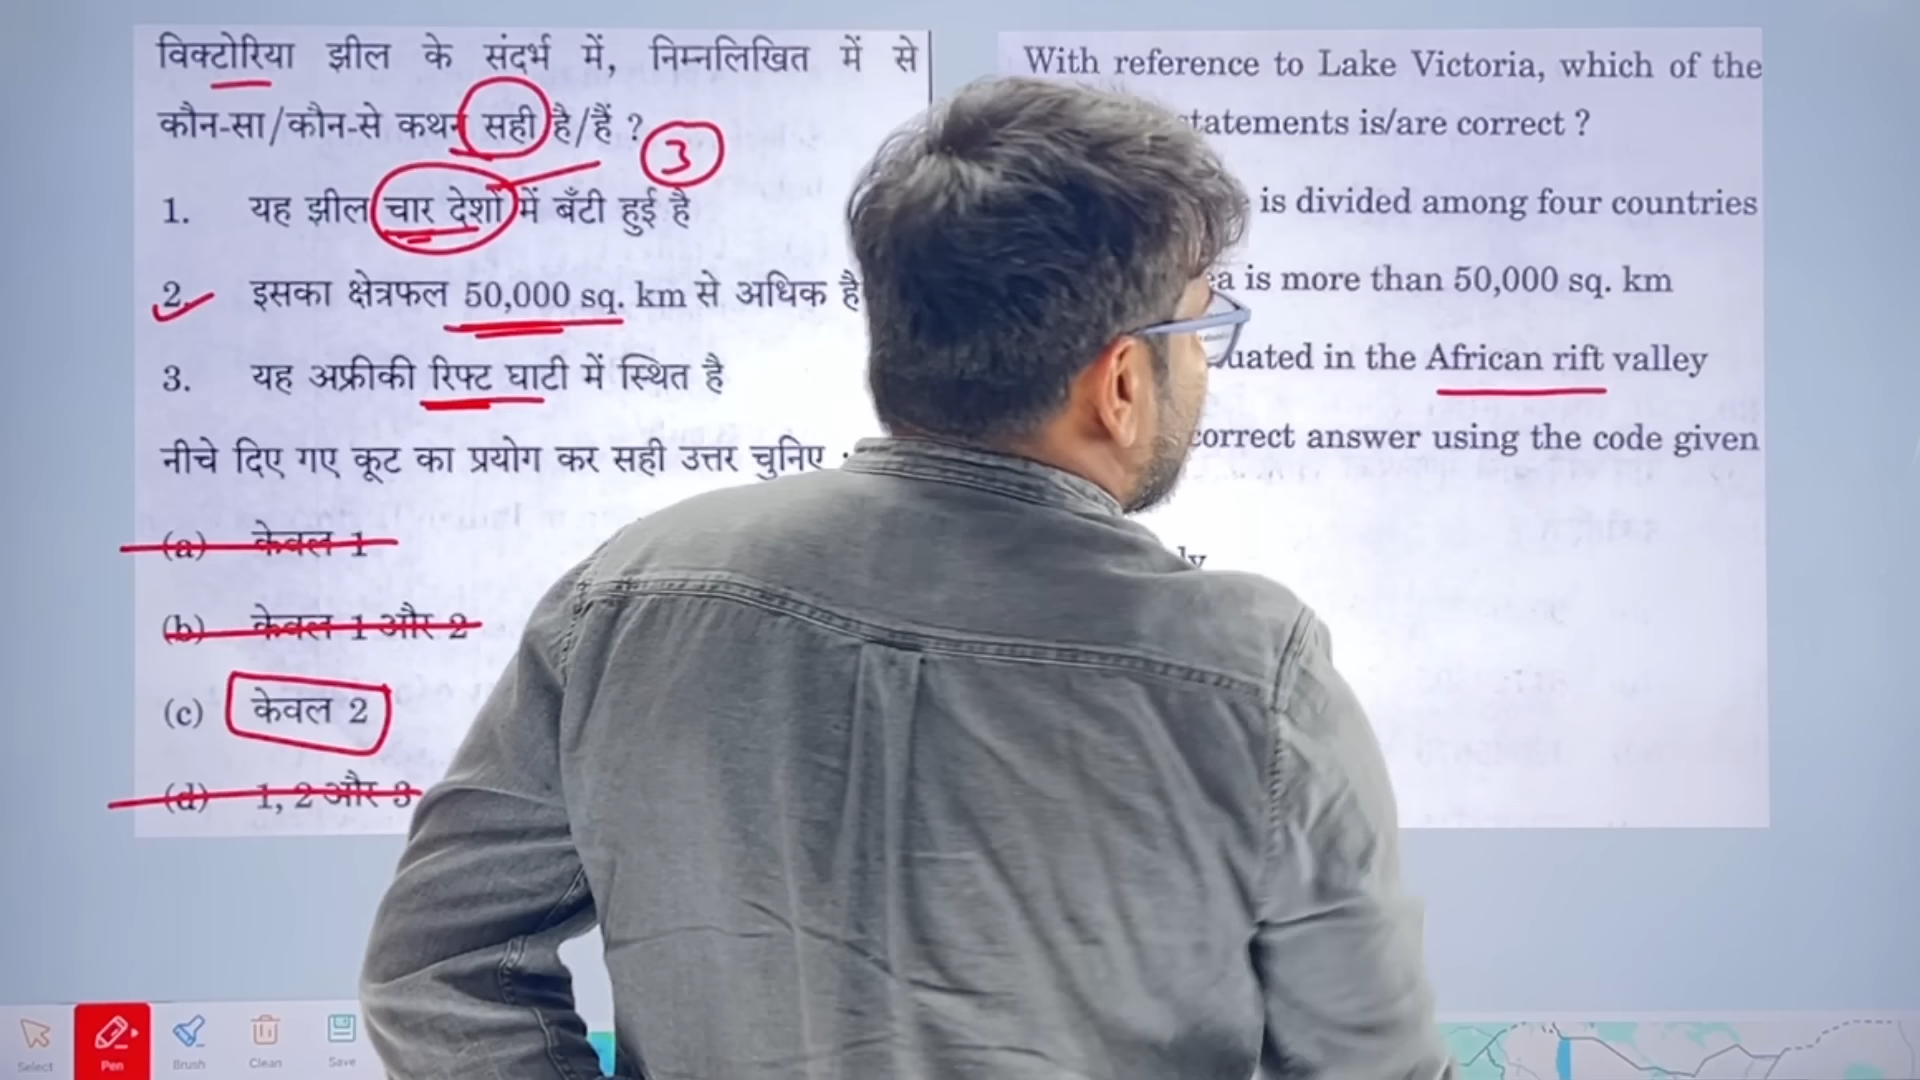 विक्टोरिया झील के संदर्भ में, निम्नलिखित में से
कौन-सा/कौन-से कथन सही है/हैं ?
3
1. यह झील चार देशों में बँटी हुई है
2. इसका क्षेत्रफल 50,000 sq. km से अधिक है
3. यह अफ्रीकी रिफ्ट घाटी में स्थित है
नीचे दिए गए कूट का प्रयोग कर सही उत्तर चुनिए :
(a) केवल 1
(b) केवल 1 और 2
(c) केवल 2
(d) 1, 2 और 3
With reference to Lake Victoria, which of the
statements is/are correct ?
is divided among four countries
is more than 50,000 sq. km
in the African rift valley
correct answer using the code given
Select
Pen
Brush
Clean
Save